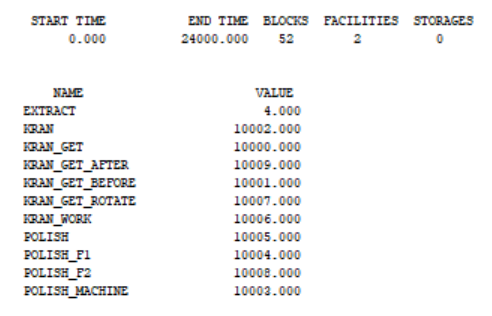 START TIME END TIME BLOCKS FACILITIES STORAGES
0.000 24000.000 52 2 0
NAME VALUE
EXTRACT 4.000
KRAN 10002.000
KRAN_GET 10000.000
KRAN_GET_AFTER 10009.000
KRAN_GET_BEFORE 10001.000
KRAN_GET_ROTATE 10007.000
KRAN_WORK 10006.000
POLISH 10005.000
POLISH_F1 10004.000
POLISH_F2 10008.000
POLISH_MACHINE 10003.000